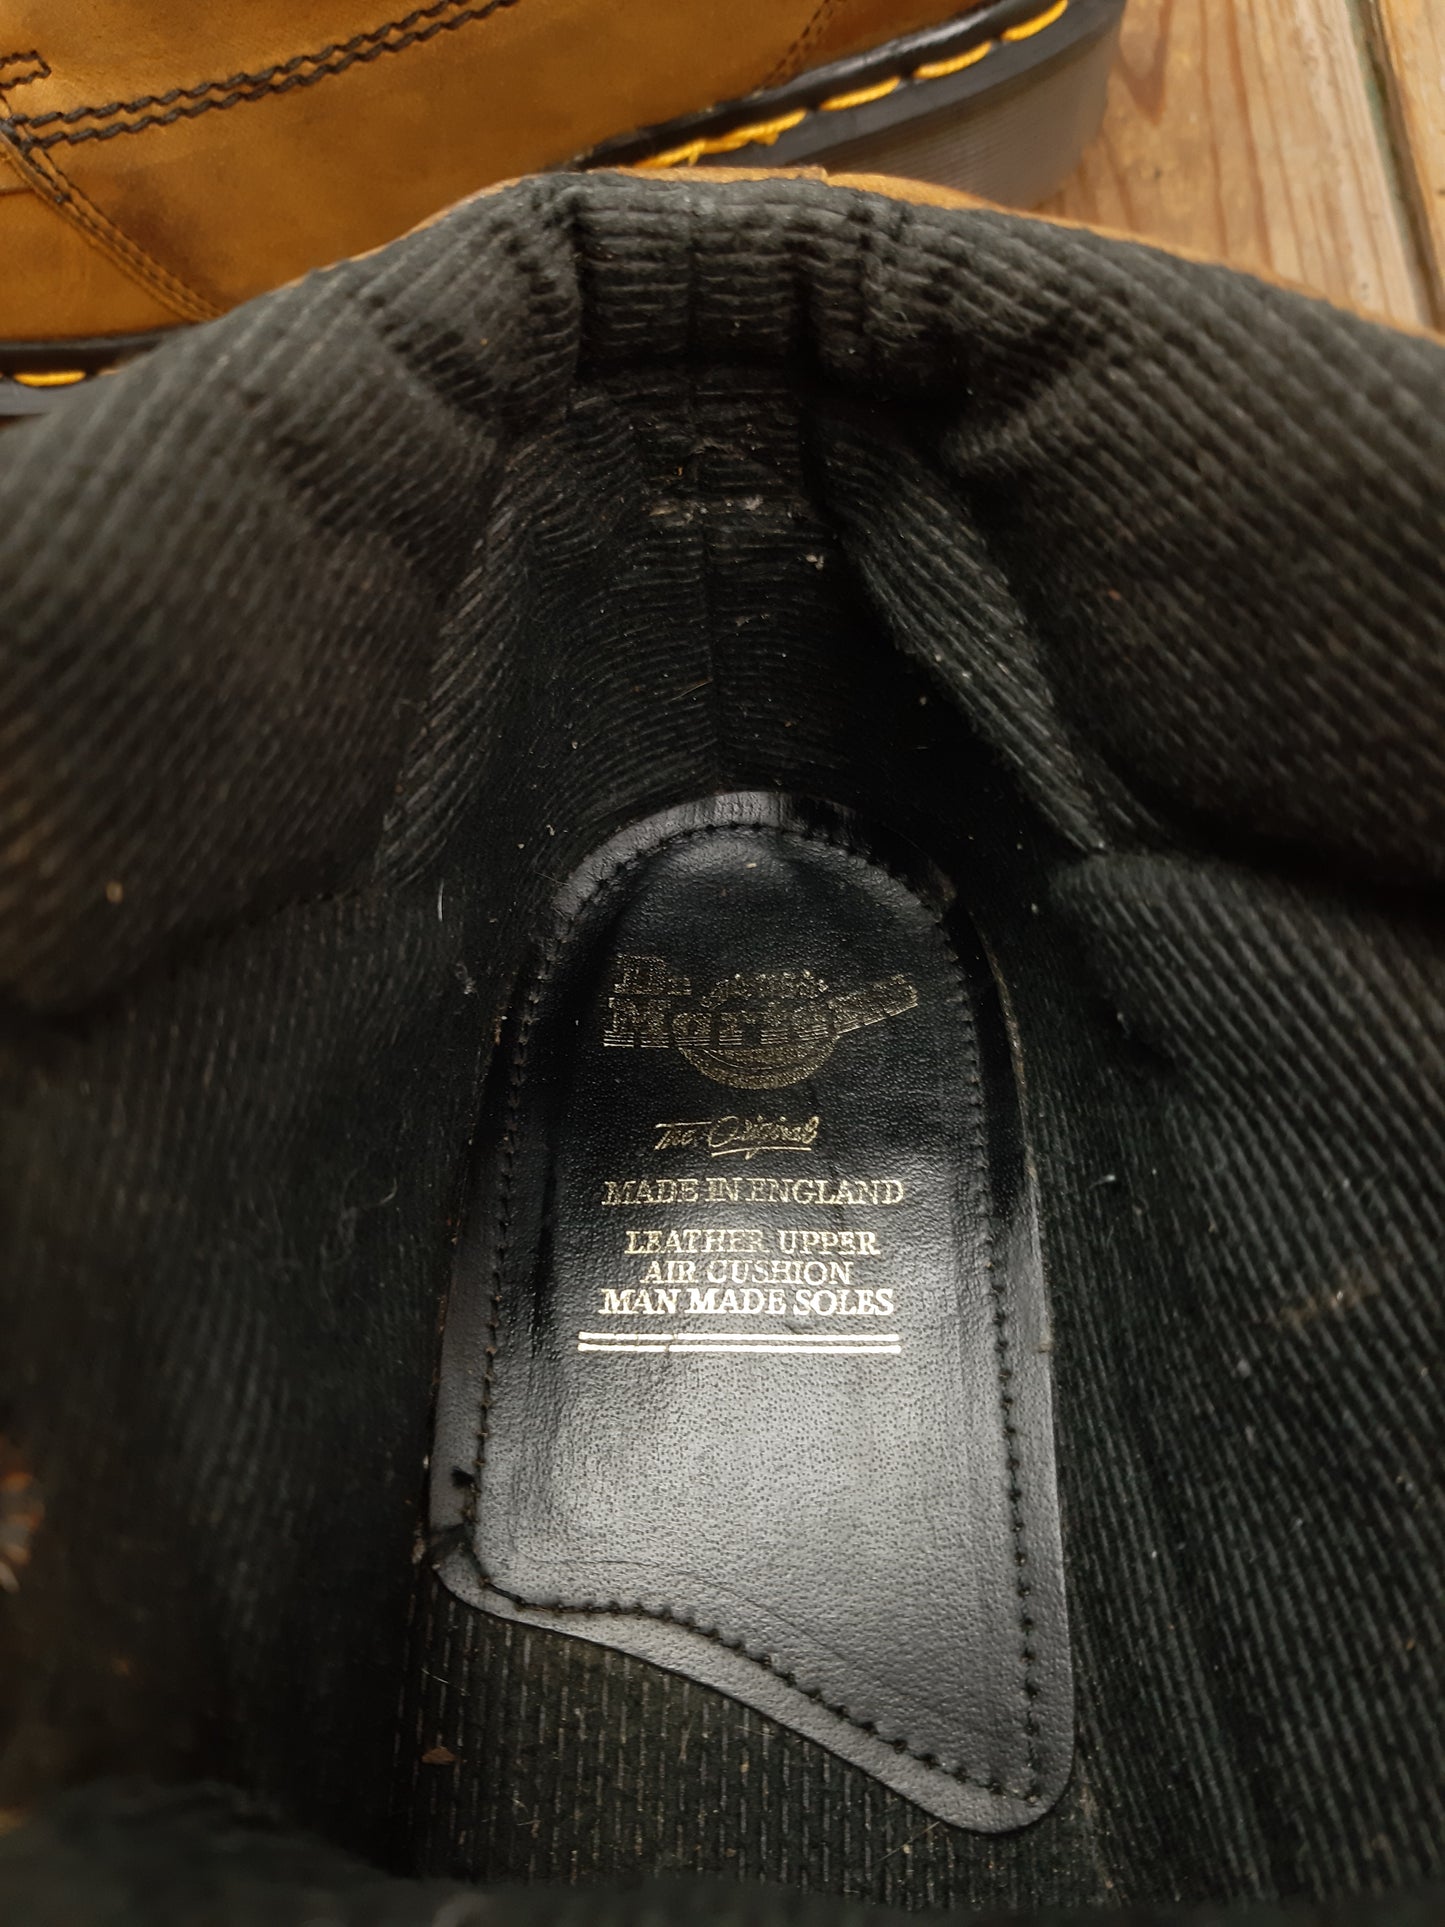 Dr.
Martens
The Original
MADE IN ENGLAND
LEATHER UPPER
AIR CUSHION
MAN MADE SOLES